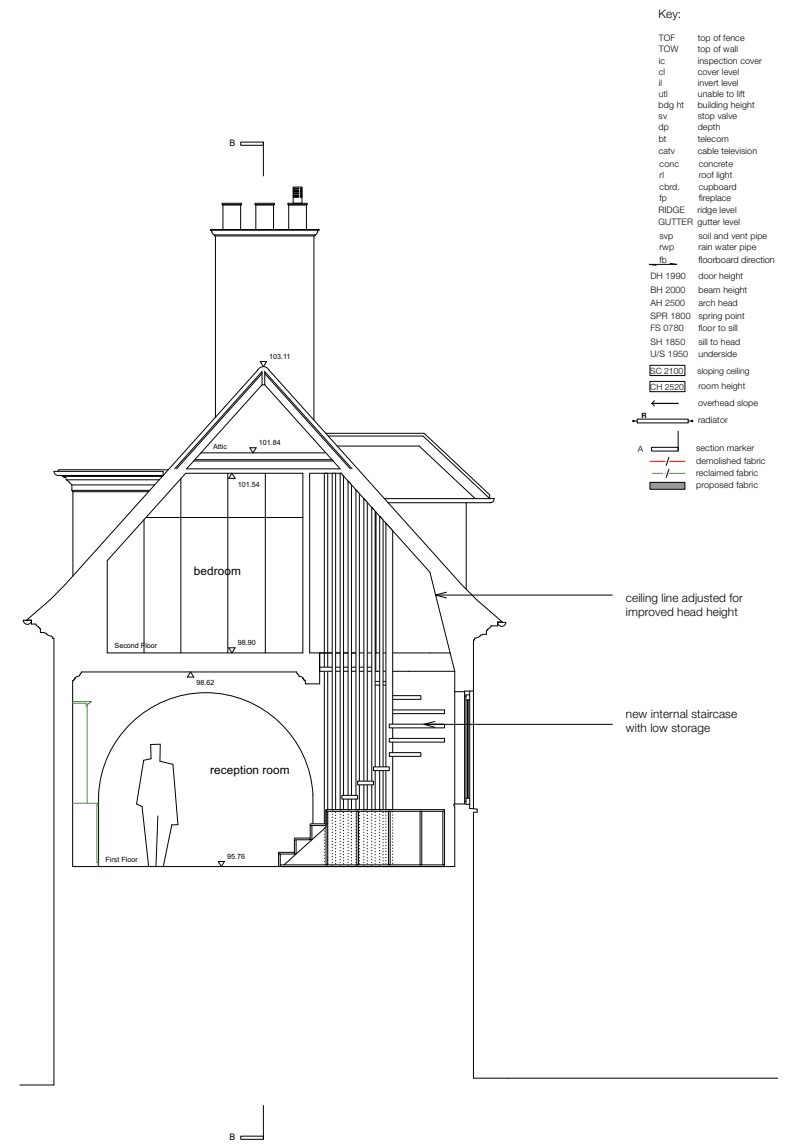 Key:
TOF top of fence
TOW top of wall
ic inspection cover
cl cover level
il invert level
utl unable to lift
bdg ht building height
sv stop valve
dp depth
bt telecom
catv cable television
conc concrete
rl roof light
cbrd. cupboard
fp fireplace
RIDGE ridge level
GUTTER gutter level
svp soil and vent pipe
rwp rain water pipe
fb floorboard direction
DH 1990 door height
BH 2000 beam height
AH 2500 arch head
SPR 1800 spring point
FS 0780 floor to sill
SH 1850 sill to head
U/S 1950 underside
SC 2100 sloping ceiling
CH 2520 room height
overhead slope
R radiator
A section marker
demolished fabric
reclaimed fabric
proposed fabric
B
103.11
Attic 101.84
101.54
bedroom
ceiling line adjusted for
improved head height
Second Floor 98.90
98.62
new internal staircase
with low storage
reception room
First Floor 95.76
B